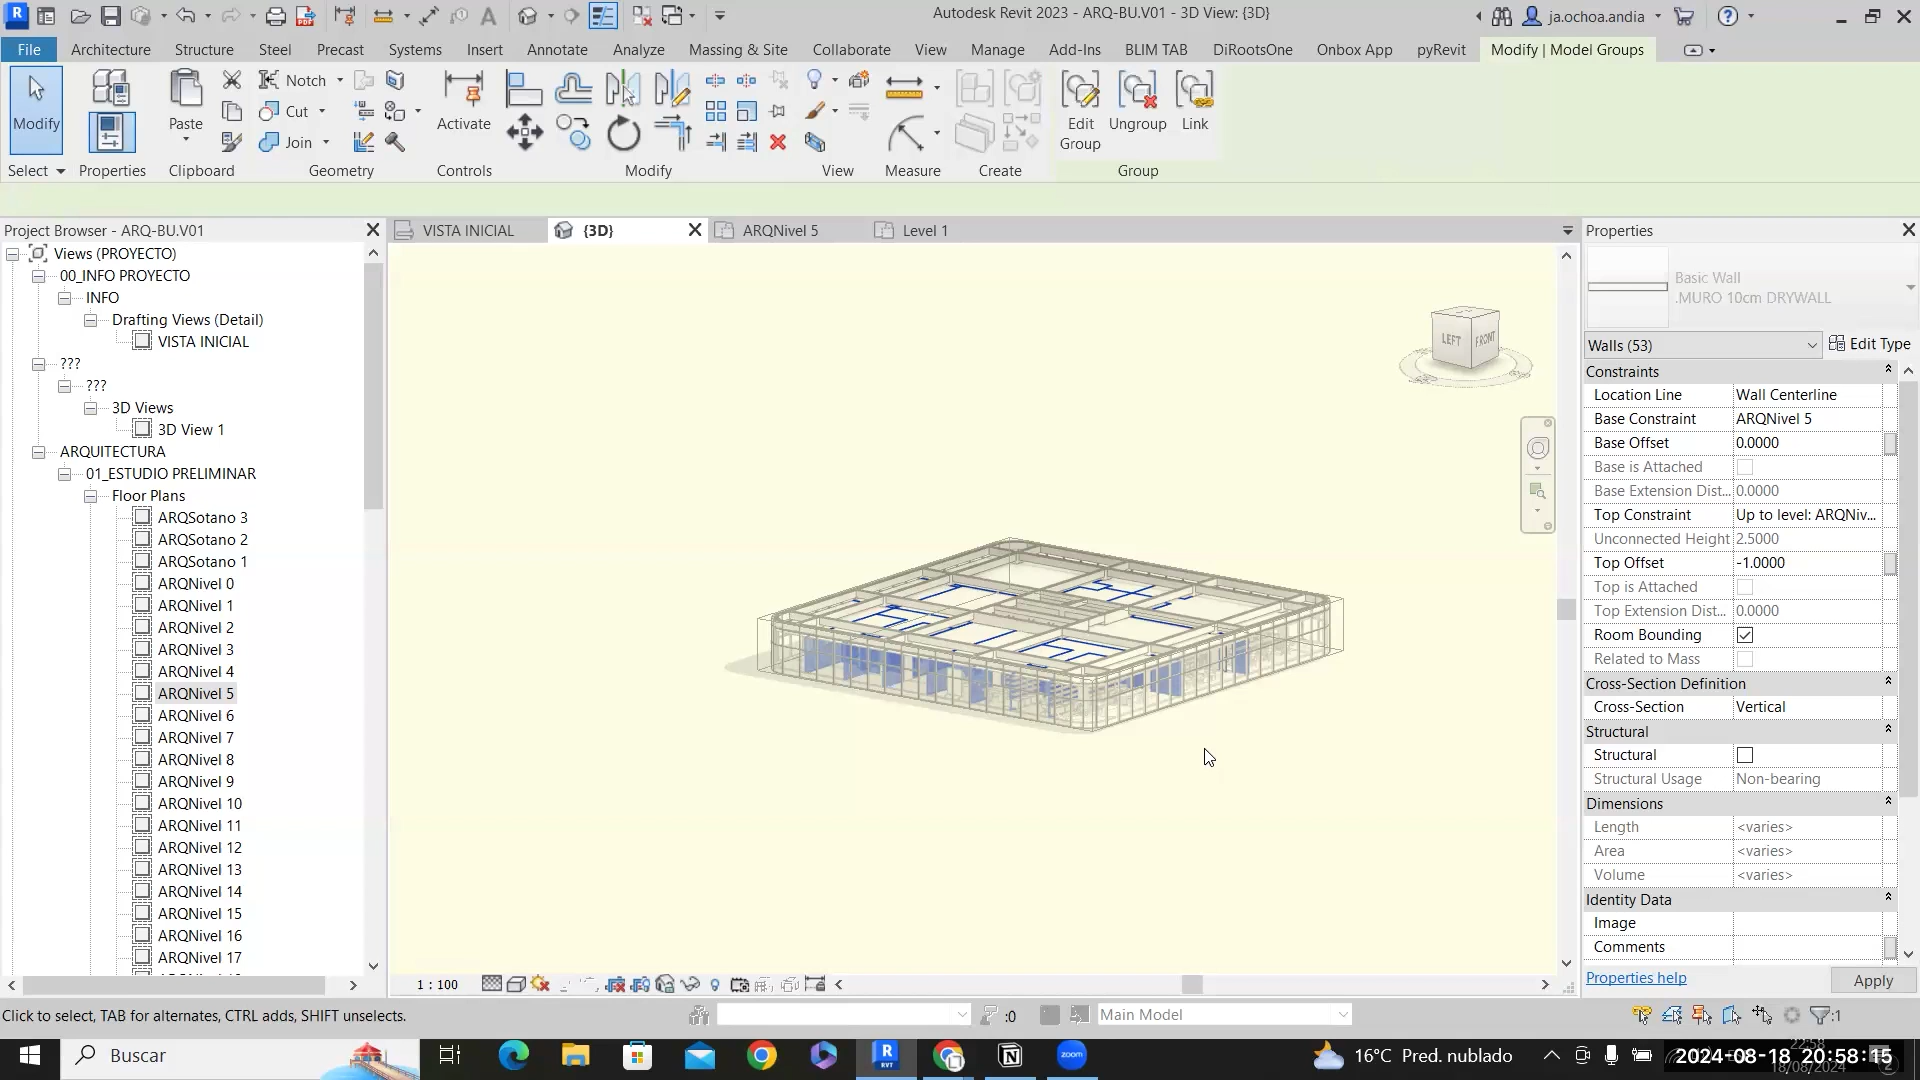 Autodesk Revit 2023 - ARQ-BU.V01 - 3D View: {3D}
ja.ochoa.andia
File Architecture Structure Steel Precast Systems Insert Annotate Analyze Massing & Site Collaborate View Manage Add-Ins BLIM TAB DiRootsOne Onbox App pyRevit Modify | Model Groups
Modify Paste Notch Cut Join Activate Edit Group Ungroup Link
Select Properties Clipboard Geometry Controls Modify View Measure Create Group
Project Browser - ARQ-BU.V01
VISTA INICIAL {3D} ARQNivel 5 Level 1
Views (PROYECTO)
00_INFO PROYECTO
INFO
Drafting Views (Detail)
VISTA INICIAL
???
???
3D Views
3D View 1
ARQUITECTURA
01_ESTUDIO PRELIMINAR
Floor Plans
ARQSotano 3
ARQSotano 2
ARQSotano 1
ARQNivel 0
ARQNivel 1
ARQNivel 2
ARQNivel 3
ARQNivel 4
ARQNivel 5
ARQNivel 6
ARQNivel 7
ARQNivel 8
ARQNivel 9
ARQNivel 10
ARQNivel 11
ARQNivel 12
ARQNivel 13
ARQNivel 14
ARQNivel 15
ARQNivel 16
ARQNivel 17
LEFT FRONT
Properties
Basic Wall
.MURO 10cm DRYWALL
Walls (53) Edit Type
Constraints
Location Line Wall Centerline
Base Constraint ARQNivel 5
Base Offset 0.0000
Base is Attached
Base Extension Dist... 0.0000
Top Constraint Up to level: ARQNiv...
Unconnected Height 2.5000
Top Offset -1.0000
Top is Attached
Top Extension Dist... 0.0000
Room Bounding
Related to Mass
Cross-Section Definition
Cross-Section Vertical
Structural
Structural
Structural Usage Non-bearing
Dimensions
Length <varies>
Area <varies>
Volume <varies>
Identity Data
Image
Comments
Properties help Apply
1 : 100
Click to select, TAB for alternates, CTRL adds, SHIFT unselects.
:0 Main Model :1
Buscar
RVT
zoom
16°C Pred. nublado
2024-08-18 20:58:15
22:58
18/08/2024